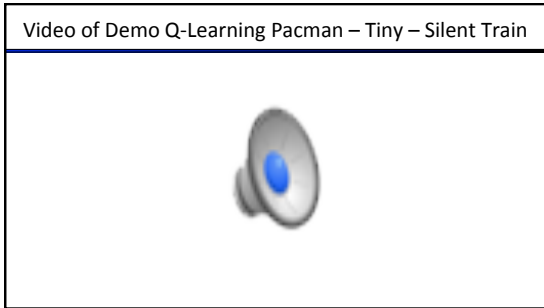 Video of Demo Q-Learning Pacman – Tiny – Silent Train